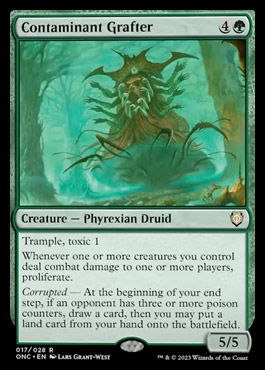 Contaminant Grafter 4
Creature — Phyrexian Druid
Trample, toxic 1
Whenever one or more creatures you control
deal combat damage to one or more players,
proliferate.
Corrupted — At the beginning of your end
step, if an opponent has three or more poison
counters, draw a card, then you may put a
land card from your hand onto the battlefield.
5/5
017/028 R
ONC • EN LARS GRANT-WEST ™ & © 2023 Wizards of the Coast